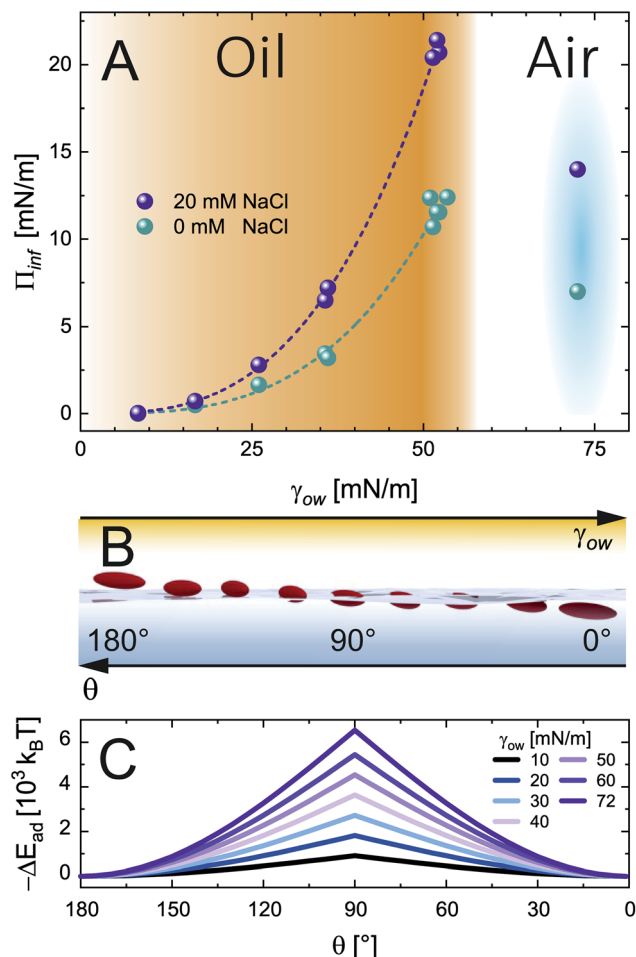 A Oil Air
20
15
10
5
0
Π_inf [mN/m]
20 mM NaCl
0 mM NaCl
0 25 50 75
γ_ow [mN/m]
B
γ_ow
180° 90° 0°
θ
C
6
4
2
0
−ΔE_ad [10³ k_BT]
γ_ow [mN/m]
10 50
20 60
30 72
40
180 150 120 90 60 30 0
θ [°]